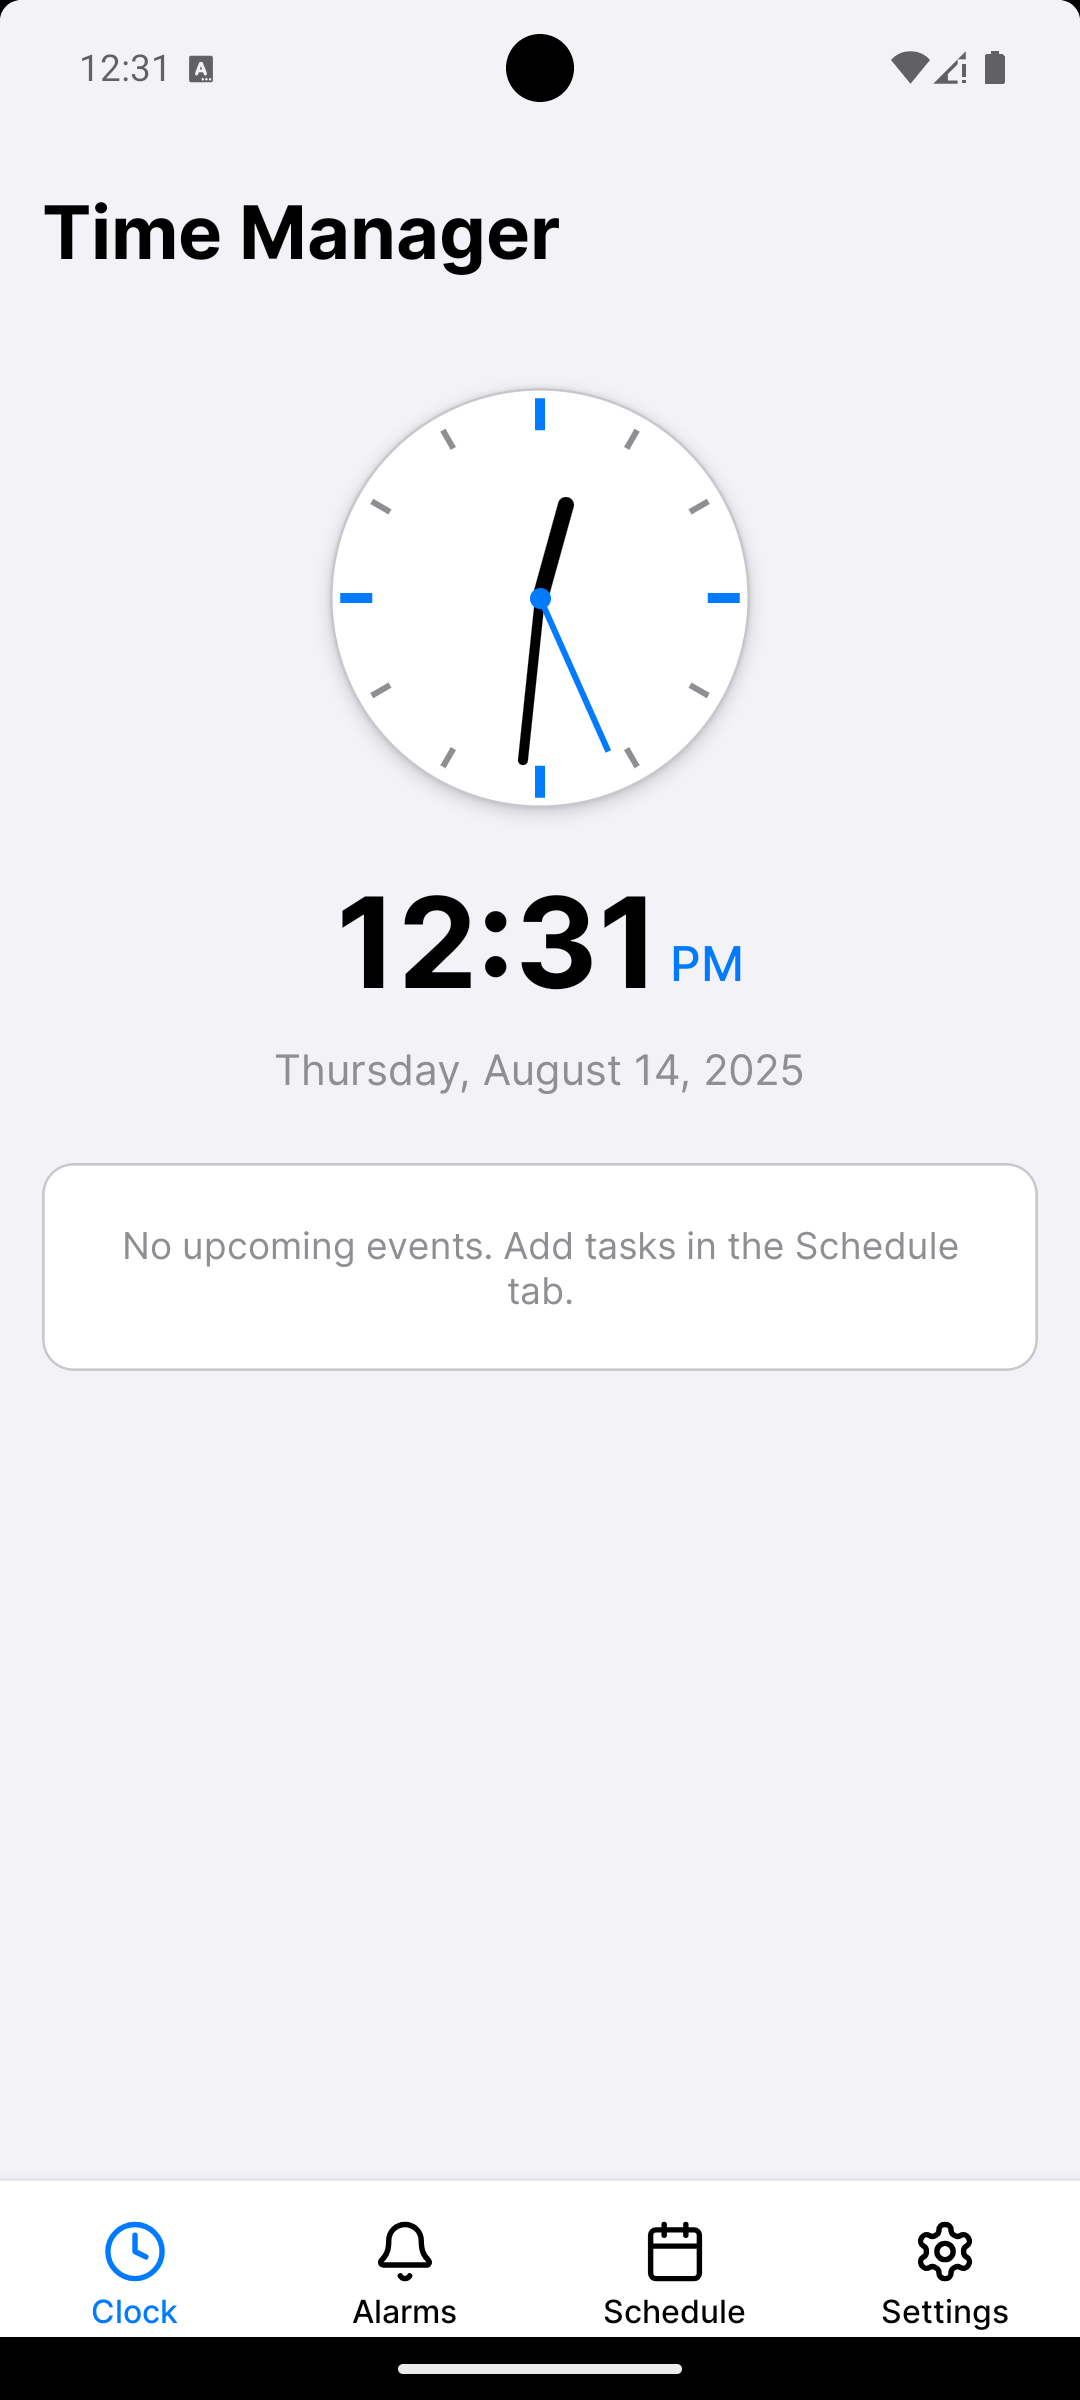 12:31
Time Manager
12:31 PM
Thursday, August 14, 2025
No upcoming events. Add tasks in the Schedule
tab.
Clock
Alarms
Schedule
Settings